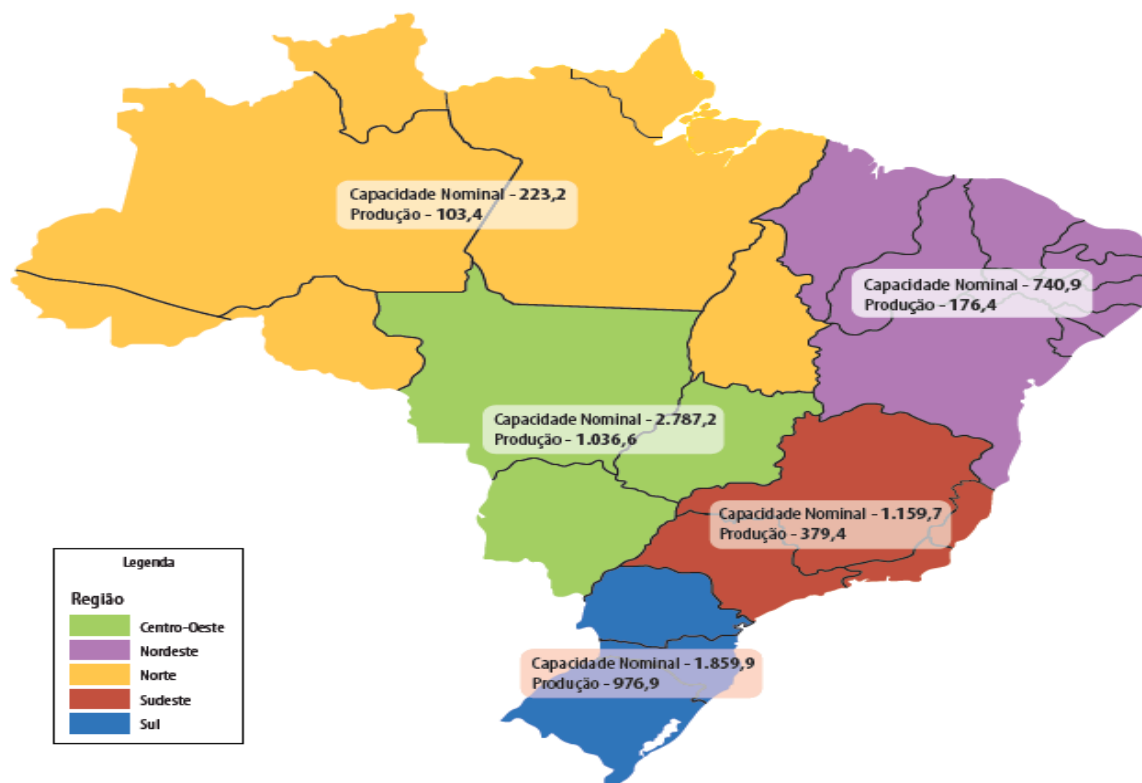 Capacidade Nominal - 223,2
Produção - 103,4
Capacidade Nominal - 740,9
Produção - 176,4
Capacidade Nominal - 2.787,2
Produção - 1.036,6
Capacidade Nominal - 1.159,7
Produção - 379,4
Capacidade Nominal - 1.859,9
Produção - 976,9
Legenda
Região
Centro-Oeste
Nordeste
Norte
Sudeste
Sul